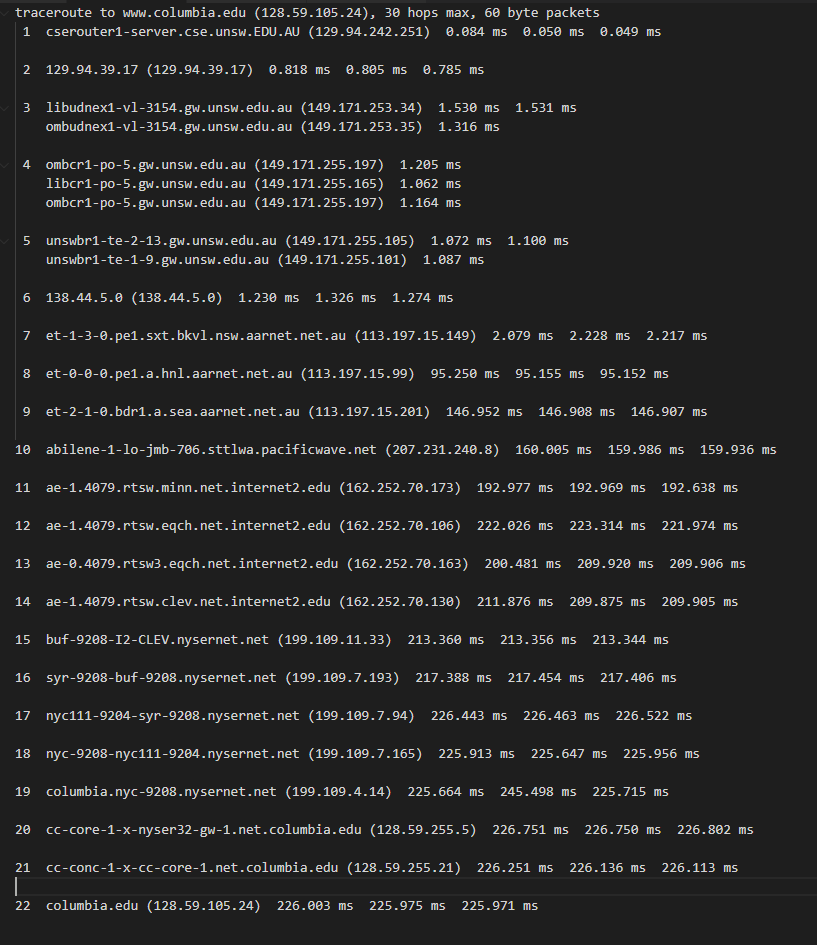 traceroute to www.columbia.edu (128.59.105.24), 30 hops max, 60 byte packets
1 cserouter1-server.cse.unsw.EDU.AU (129.94.242.251) 0.084 ms 0.050 ms 0.049 ms
2 129.94.39.17 (129.94.39.17) 0.818 ms 0.805 ms 0.785 ms
3 libudnex1-vl-3154.gw.unsw.edu.au (149.171.253.34) 1.530 ms 1.531 ms
ombudnex1-vl-3154.gw.unsw.edu.au (149.171.253.35) 1.316 ms
4 ombcr1-po-5.gw.unsw.edu.au (149.171.255.197) 1.205 ms
libcr1-po-5.gw.unsw.edu.au (149.171.255.165) 1.062 ms
ombcr1-po-5.gw.unsw.edu.au (149.171.255.197) 1.164 ms
5 unswbr1-te-2-13.gw.unsw.edu.au (149.171.255.105) 1.072 ms 1.100 ms
unswbr1-te-1-9.gw.unsw.edu.au (149.171.255.101) 1.087 ms
6 138.44.5.0 (138.44.5.0) 1.230 ms 1.326 ms 1.274 ms
7 et-1-3-0.pe1.sxt.bkvl.nsw.aarnet.net.au (113.197.15.149) 2.079 ms 2.228 ms 2.217 ms
8 et-0-0-0.pe1.a.hnl.aarnet.net.au (113.197.15.99) 95.250 ms 95.155 ms 95.152 ms
9 et-2-1-0.bdr1.a.sea.aarnet.net.au (113.197.15.201) 146.952 ms 146.908 ms 146.907 ms
10 abilene-1-lo-jmb-706.sttlwa.pacificwave.net (207.231.240.8) 160.005 ms 159.986 ms 159.936 ms
11 ae-1.4079.rtsw.minn.net.internet2.edu (162.252.70.173) 192.977 ms 192.969 ms 192.638 ms
12 ae-1.4079.rtsw.eqch.net.internet2.edu (162.252.70.106) 222.026 ms 223.314 ms 221.974 ms
13 ae-0.4079.rtsw3.eqch.net.internet2.edu (162.252.70.163) 200.481 ms 209.920 ms 209.906 ms
14 ae-1.4079.rtsw.clev.net.internet2.edu (162.252.70.130) 211.876 ms 209.875 ms 209.905 ms
15 buf-9208-I2-CLEV.nysernet.net (199.109.11.33) 213.360 ms 213.356 ms 213.344 ms
16 syr-9208-buf-9208.nysernet.net (199.109.7.193) 217.388 ms 217.454 ms 217.406 ms
17 nyc111-9204-syr-9208.nysernet.net (199.109.7.94) 226.443 ms 226.463 ms 226.522 ms
18 nyc-9208-nyc111-9204.nysernet.net (199.109.7.165) 225.913 ms 225.647 ms 225.956 ms
19 columbia.nyc-9208.nysernet.net (199.109.4.14) 225.664 ms 245.498 ms 225.715 ms
20 cc-core-1-x-nyser32-gw-1.net.columbia.edu (128.59.255.5) 226.751 ms 226.750 ms 226.802 ms
21 cc-conc-1-x-cc-core-1.net.columbia.edu (128.59.255.21) 226.251 ms 226.136 ms 226.113 ms
22 columbia.edu (128.59.105.24) 226.003 ms 225.975 ms 225.971 ms